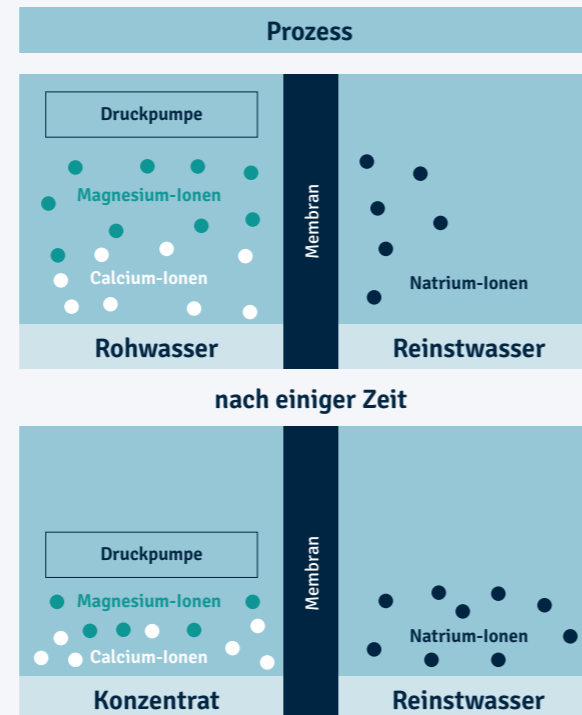 Prozess
Druckpumpe
Magnesium-Ionen
Calcium-Ionen
Membran
Natrium-Ionen
Rohwasser
Reinstwasser
nach einiger Zeit
Druckpumpe
Magnesium-Ionen
Calcium-Ionen
Membran
Natrium-Ionen
Konzentrat
Reinstwasser